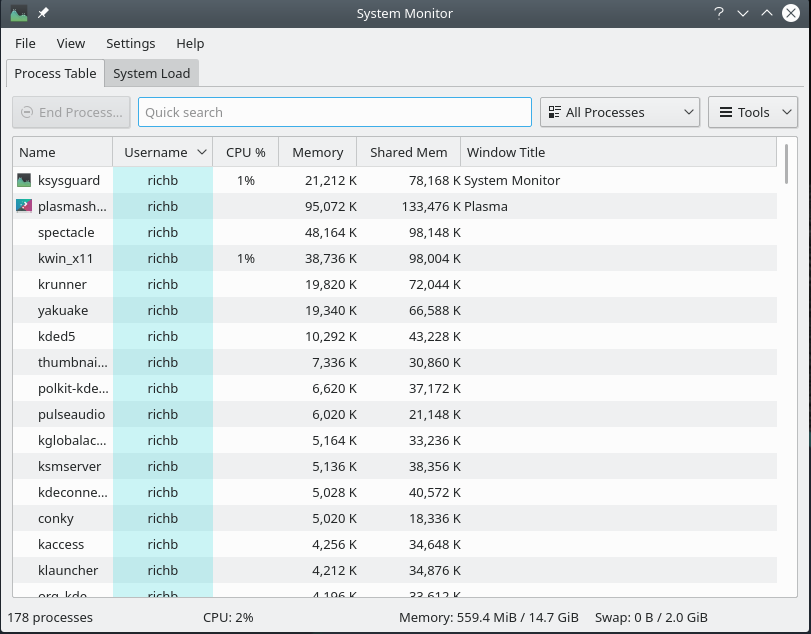 System Monitor
File View Settings Help
Process Table System Load
End Process... Quick search All Processes Tools
Name Username CPU % Memory Shared Mem Window Title
ksysguard richb 1% 21,212 K 78,168 K System Monitor
plasmash... richb 95,072 K 133,476 K Plasma
spectacle richb 48,164 K 98,148 K
kwin_x11 richb 1% 38,736 K 98,004 K
krunner richb 19,820 K 72,044 K
yakuake richb 19,340 K 66,588 K
kded5 richb 10,292 K 43,228 K
thumbnai... richb 7,336 K 30,860 K
polkit-kde... richb 6,620 K 37,172 K
pulseaudio richb 6,020 K 21,148 K
kglobalac... richb 5,164 K 33,236 K
ksmserver richb 5,136 K 38,356 K
kdeconne... richb 5,028 K 40,572 K
conky richb 5,020 K 18,336 K
kaccess richb 4,256 K 34,648 K
klauncher richb 4,212 K 34,876 K
org_kde... richb 4,196 K 33,612 K
178 processes CPU: 2% Memory: 559.4 MiB / 14.7 GiB Swap: 0 B / 2.0 GiB